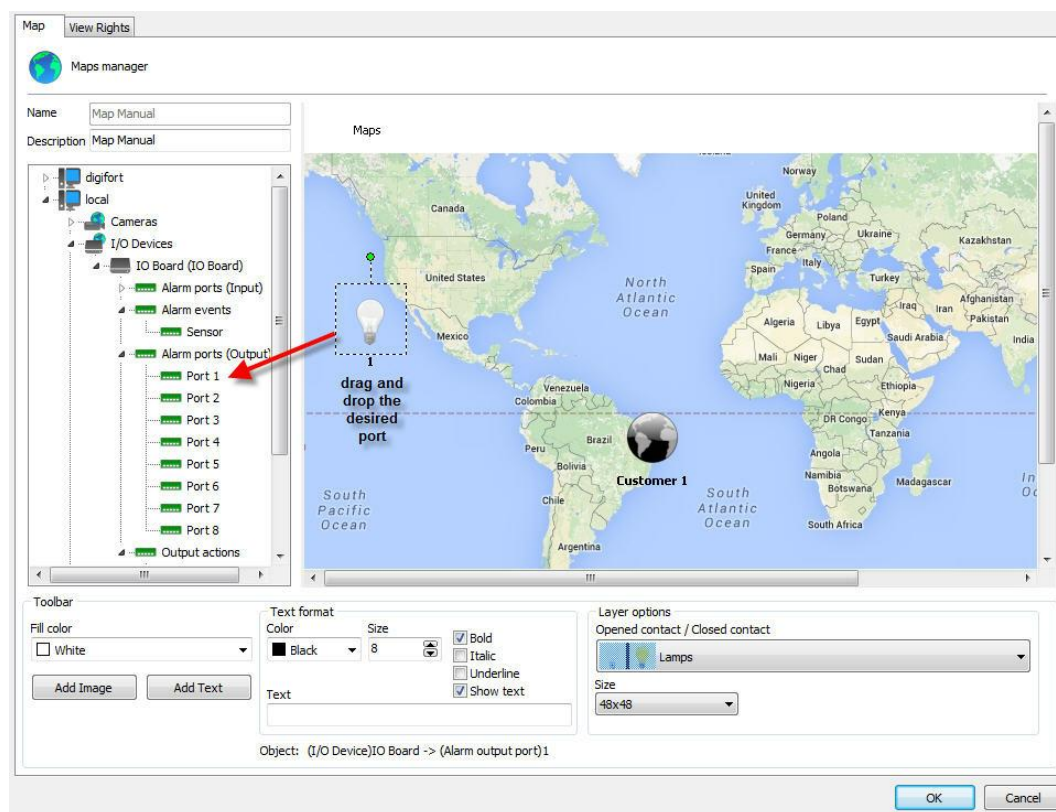 Map
View Rights
Maps manager
Name
Map Manual
Description
Map Manual
digifort
local
Cameras
I/O Devices
IO Board (IO Board)
Alarm ports (Input)
Alarm events
Sensor
Alarm ports (Output)
Port 1
Port 2
Port 3
Port 4
Port 5
Port 6
Port 7
Port 8
Output actions
Maps
Norway
United
Kingdom
Poland
Germany
Ukraine
Kazakhstan
France
Italy
Spain
Turkey
Canada
United States
North
Atlantic
Ocean
Mexico
Algeria
Libya
Egypt
Iraq
Iran
Afghanistan
Pakistan
Saudi Arabia
India
Mali
Niger
Chad
Sudan
Nigeria
Ethiopia
Venezuela
Colombia
DR Congo
Kenya
Tanzania
Brazil
Peru
Bolivia
Angola
Namibia
Botswana
Madagascar
Chile
South
Pacific
Ocean
South
Atlantic
Ocean
South Africa
Argentina
1
drag and
drop the
desired
port
Customer 1
Toolbar
Fill color
White
Add Image
Add Text
Text format
Color
Size
Black
8
Bold
Italic
Underline
Show text
Text
Layer options
Opened contact / Closed contact
Lamps
Size
48x48
Object: (I/O Device)IO Board -> (Alarm output port)1
OK
Cancel